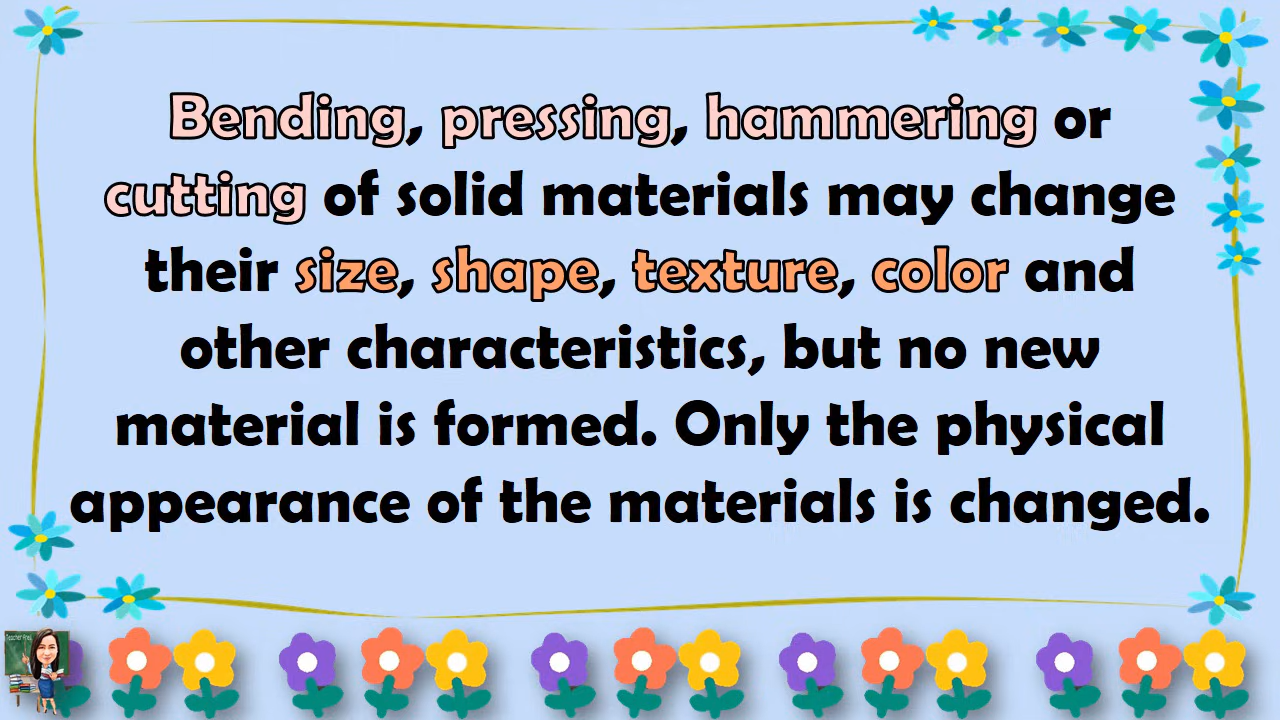 Bending, pressing, hammering or
cutting of solid materials may change
their size, shape, texture, color and
other characteristics, but no new
material is formed. Only the physical
appearance of the materials is changed.